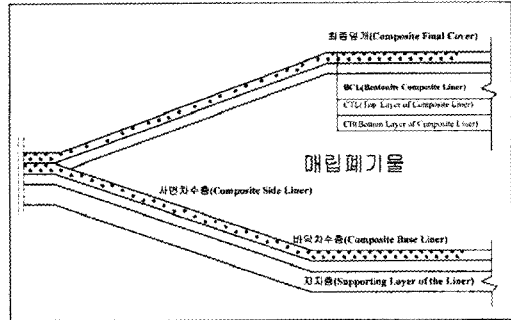 최종덮개(Composite Final Cover)
BCL(Bentonite Composite Liner)
CTL(Top Layer of Composite Liner)
CBL(Bottom Layer of Composite Liner)
매립폐기물
사면차수층(Composite Side Liner)
바닥차수층(Composite Base Liner)
지지층(Supporting Layer of the Liner)